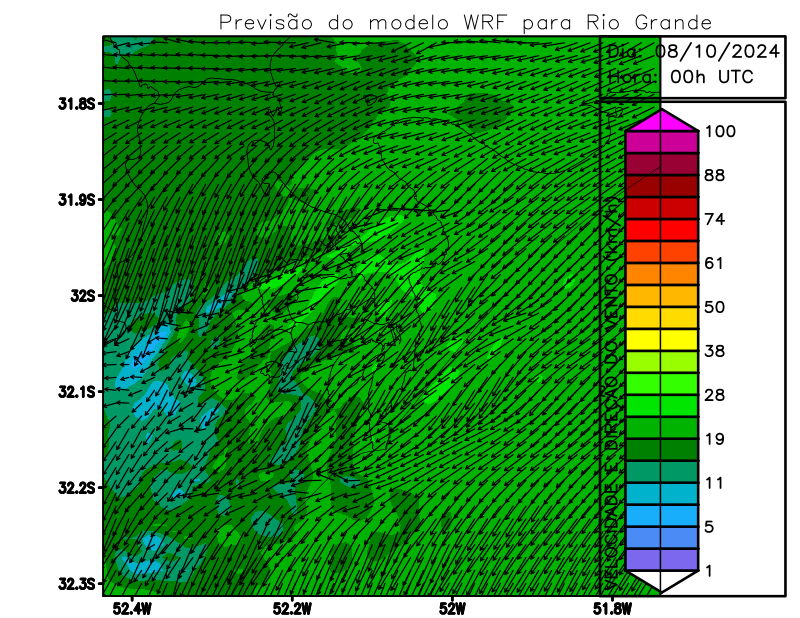 Previsão do modelo WRF para Rio Grande
Dia: 08/10/2024
Hora: 00h UTC
31.8S
31.9S
32S
32.1S
32.2S
32.3S
52.4W
52.2W
52W
51.8W
100
88
74
61
50
38
28
19
11
5
1
VELOCIDADE E DIREÇÃO DO VENTO (km/h)